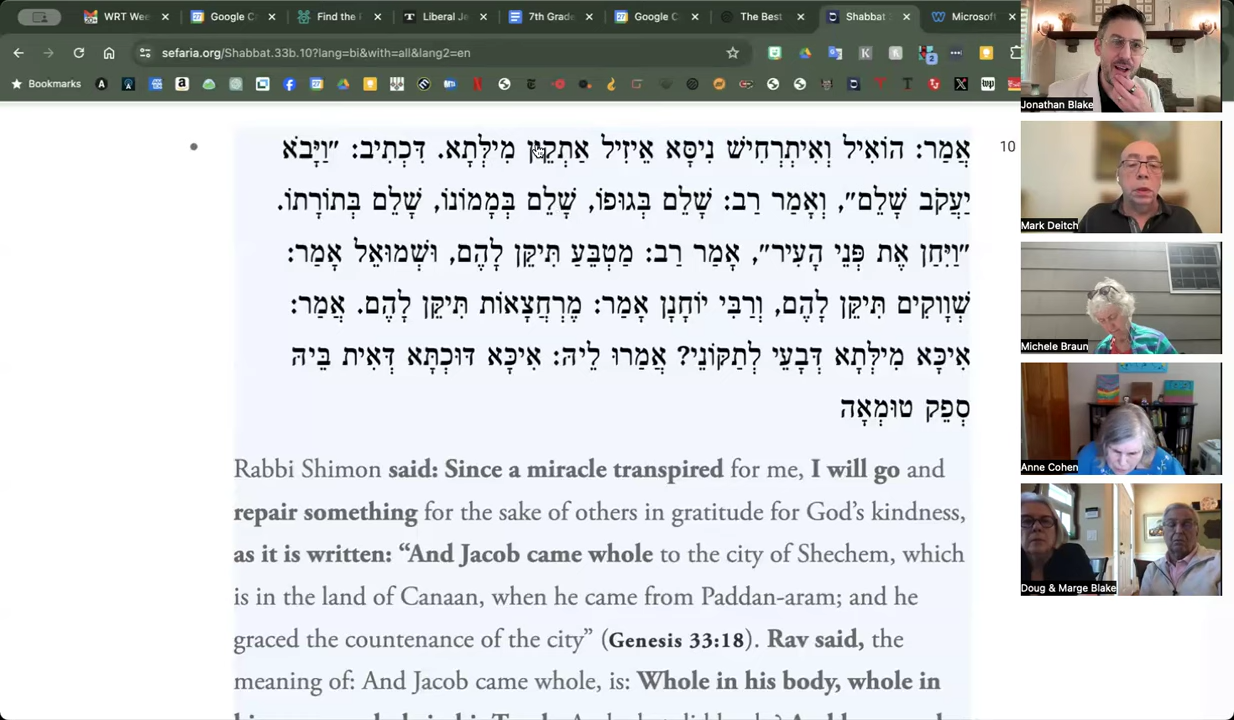 WRT Wee
Google C
Find the
Liberal Je
7th Grade
Google C
The Best
Shabbat
Microsoft
sefaria.org/Shabbat.33b.10?lang=bi&with=all&lang2=en
Bookmarks
10
אֲמַר: הוֹאִיל וְאִיתְרְחִישׁ נִיסָּא אֵיזִיל אַתְקֵין מִילְּתָא. דִּכְתִיב: ״וַיָּבֹא
יַעֲקֹב שָׁלֵם״, וְאָמַר רַב: שָׁלֵם בְּגוּפוֹ, שָׁלֵם בְּמָמוֹנוֹ, שָׁלֵם בְּתוֹרָתוֹ.
״וַיִּחַן אֶת פְּנֵי הָעִיר״, אָמַר רַב: מַטְבֵּעַ תִּיקֵּן לָהֶם, וּשְׁמוּאֵל אָמַר:
שְׁוָוקִים תִּיקֵּן לָהֶם, וְרַבִּי יוֹחָנָן אָמַר: מֶרְחֲצָאוֹת תִּיקֵּן לָהֶם. אֲמַר:
אִיכָּא מִילְּתָא דְּבָעֵי לְתַקּוֹנֵי? אֲמַרוּ לֵיהּ: אִיכָּא דּוּכְתָּא דְּאִית בֵּיהּ
סְפֵק טוּמְאָה
Rabbi Shimon said: Since a miracle transpired for me, I will go and
repair something for the sake of others in gratitude for God's kindness,
as it is written: “And Jacob came whole to the city of Shechem, which
is in the land of Canaan, when he came from Paddan-aram; and he
graced the countenance of the city” (Genesis 33:18). Rav said, the
meaning of: And Jacob came whole, is: Whole in his body, whole in
Jonathan Blake
Mark Deitch
Michele Braun
Anne Cohen
Doug & Marge Blake